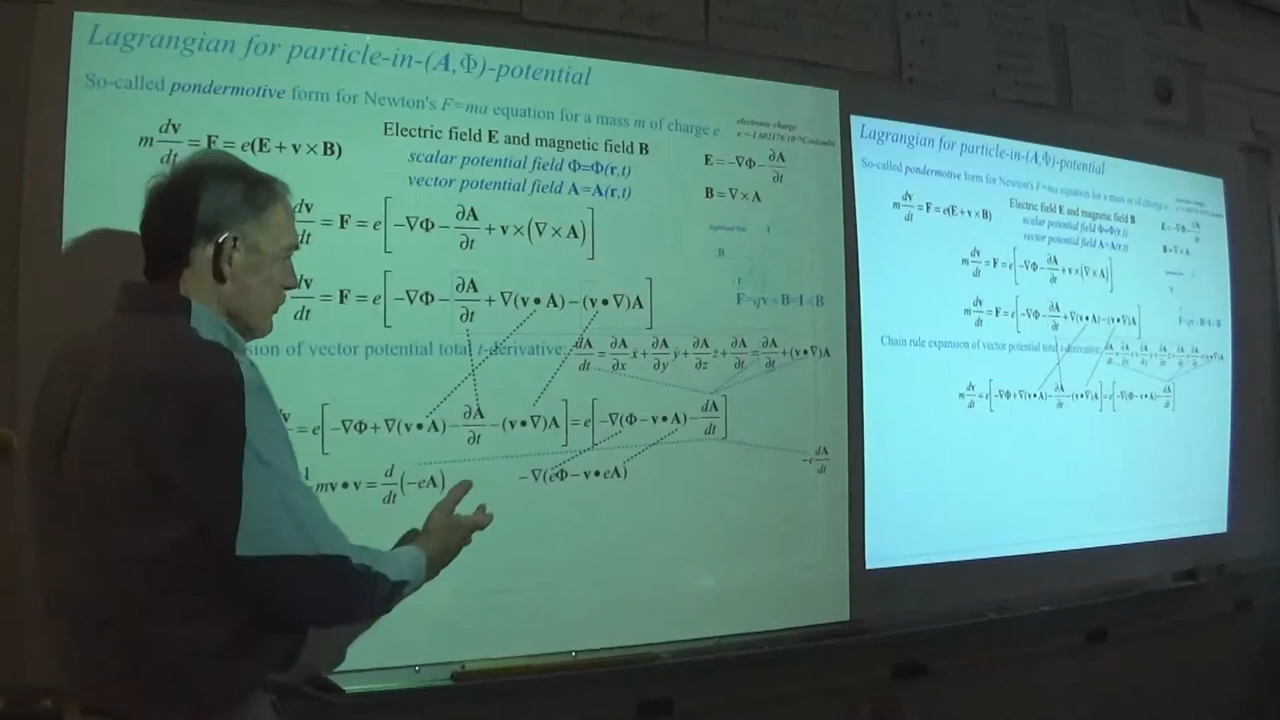 Lagrangian for particle-in-(A,Φ)-potential
So-called pondermotive form for Newton's F=ma equation for a mass m of charge e.
electronic charge
m dv/dt = F = e(E + v × B)
Electric field E and magnetic field B
scalar potential field Φ=Φ(r,t)
vector potential field A=A(r,t)
E = −∇Φ − ∂A/∂t
B = ∇ × A
dv/dt = F = e[−∇Φ − ∂A/∂t + v × (∇ × A)]
B
dv/dt = F = e[−∇Φ − ∂A/∂t + ∇(v • A) − (v • ∇)A]
F=qv × B=I × B
sion of vector potential total t-derivative:
dA/dt = ∂A/∂x ẋ + ∂A/∂y ẏ + ∂A/∂z ż + ∂A/∂t = ∂A/∂t + (v • ∇)A
= e[−∇Φ + ∇(v • A) − ∂A/∂t − (v • ∇)A] = e[−∇(Φ − v • A) − dA/dt]
mv • v = d/dt (−eA)
−∇(eΦ − v • eA)
−e dA/dt
Lagrangian for particle-in-(A,Φ)-potential
So-called pondermotive form for Newton's F=ma equation for a mass m of charge e.
m dv/dt = F = e(E + v × B)
Electric field E and magnetic field B
scalar potential field Φ=Φ(r,t)
vector potential field A=A(r,t)
E = −∇Φ − ∂A/∂t
B = ∇ × A
m dv/dt = F = e[−∇Φ − ∂A/∂t + v × (∇ × A)]
m dv/dt = F = e[−∇Φ − ∂A/∂t + ∇(v • A) − (v • ∇)A]
F=qv × B=I × B
Chain rule expansion of vector potential total t-derivative:
dA/dt = ∂A/∂x ẋ + ∂A/∂y ẏ + ∂A/∂z ż + ∂A/∂t = ∂A/∂t + (v • ∇)A
m dv/dt = e[−∇Φ + ∇(v • A) − ∂A/∂t − (v • ∇)A] = e[−∇(Φ − v • A) − dA/dt]